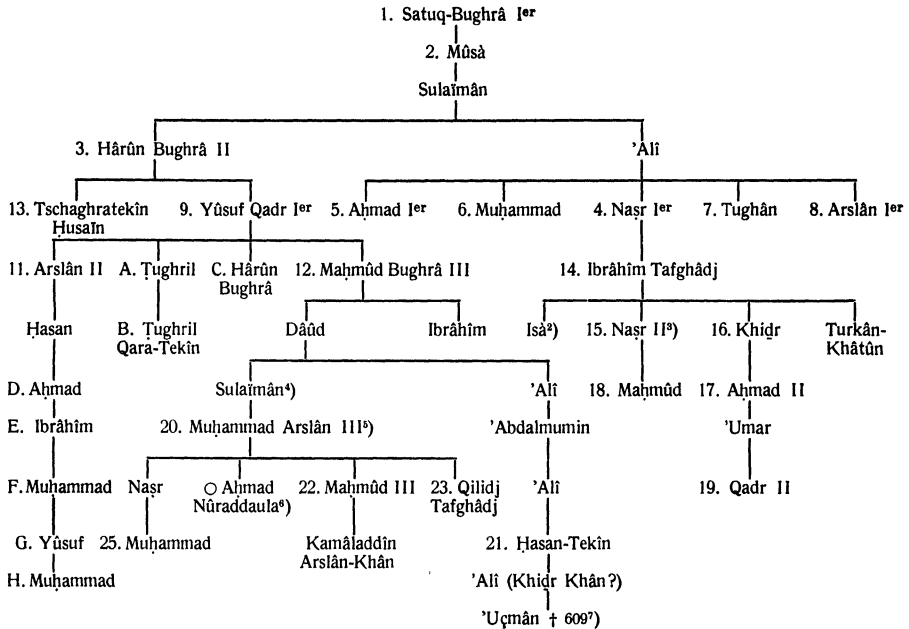 1. Satuq-Bughrâ Iᵉʳ
2. Mûsà
Sulaïmân
3. Hârûn Bughrâ II 'Alî
13. Tschaghratekîn 9. Yûsuf Qadr Iᵉʳ 5. Aḥmad Iᵉʳ 6. Muḥammad 4. Naṣr Iᵉʳ 7. Tughân 8. Arslân Iᵉʳ
Ḥusaïn
11. Arslân II A. Ṭughril C. Hârûn 12. Maḥmûd Bughrâ III 14. Ibrâhîm Tafghâdj
Bughrâ
Ḥasan B. Ṭughril Dâûd Ibrâhîm Isà²) 15. Naṣr II³) 16. Khiḍr Turkân-
Qara-Tekîn Khâtûn
D. Aḥmad Sulaïmân⁴) 'Alî 18. Maḥmûd 17. Aḥmad II
E. Ibrâhîm 20. Muḥammad Arslân III⁵) 'Abdalmumin 'Umar
F. Muḥammad Naṣr ○ Aḥmad 22. Maḥmûd III 23. Qilidj 'Alî 19. Qadr II
Nûraddaula⁶) Tafghâdj
G. Yûsuf 25. Muḥammad Kamâladdîn 21. Ḥasan-Tekîn
Arslân-Khân
H. Muḥammad 'Alî (Khiḍr Khân?)
'Uçmân † 609⁷)